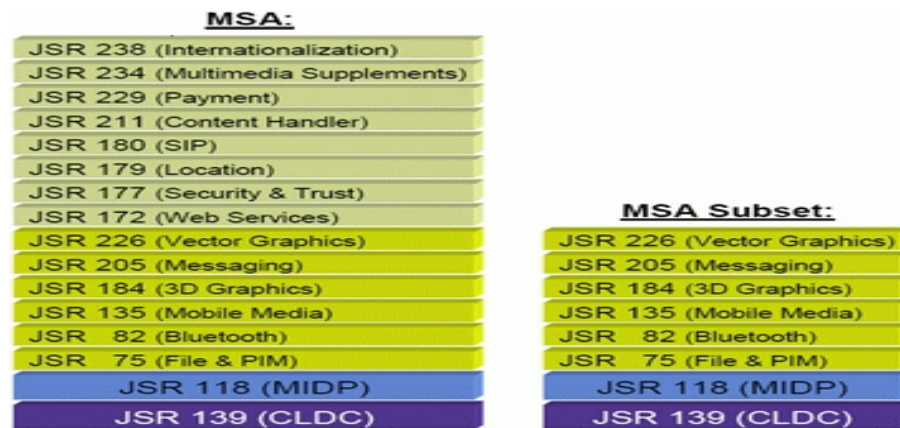 MSA:
JSR 238 (Internationalization)
JSR 234 (Multimedia Supplements)
JSR 229 (Payment)
JSR 211 (Content Handler)
JSR 180 (SIP)
JSR 179 (Location)
JSR 177 (Security & Trust)
JSR 172 (Web Services)
JSR 226 (Vector Graphics)
JSR 205 (Messaging)
JSR 184 (3D Graphics)
JSR 135 (Mobile Media)
JSR 82 (Bluetooth)
JSR 75 (File & PIM)
JSR 118 (MIDP)
JSR 139 (CLDC)
MSA Subset:
JSR 226 (Vector Graphics)
JSR 205 (Messaging)
JSR 184 (3D Graphics)
JSR 135 (Mobile Media)
JSR 82 (Bluetooth)
JSR 75 (File & PIM)
JSR 118 (MIDP)
JSR 139 (CLDC)